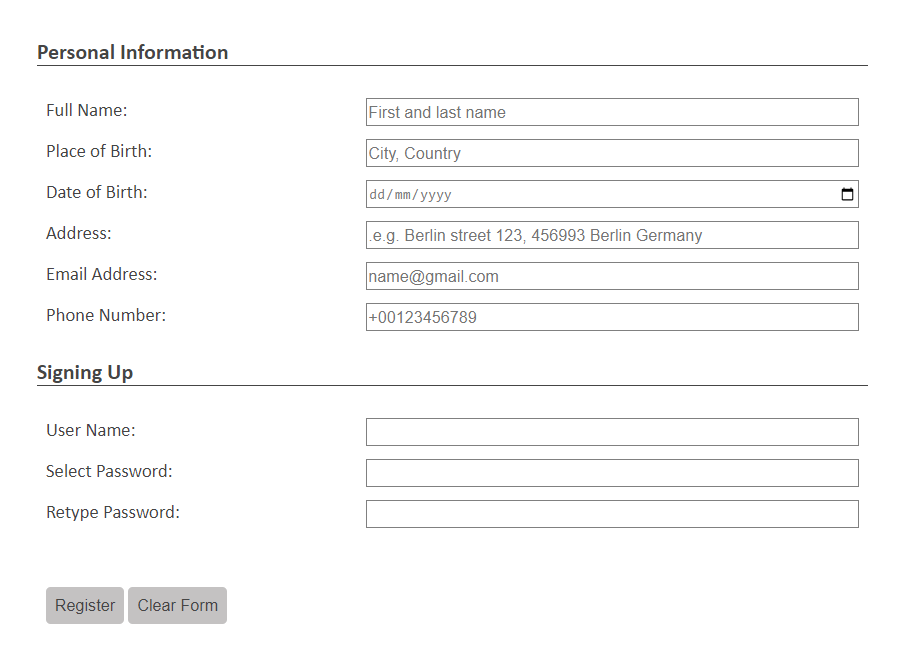 Personal Information
Full Name: First and last name
Place of Birth: City, Country
Date of Birth: dd/mm/yyyy
Address: .e.g. Berlin street 123, 456993 Berlin Germany
Email Address: name@gmail.com
Phone Number: +00123456789
Signing Up
User Name:
Select Password:
Retype Password:
Register Clear Form